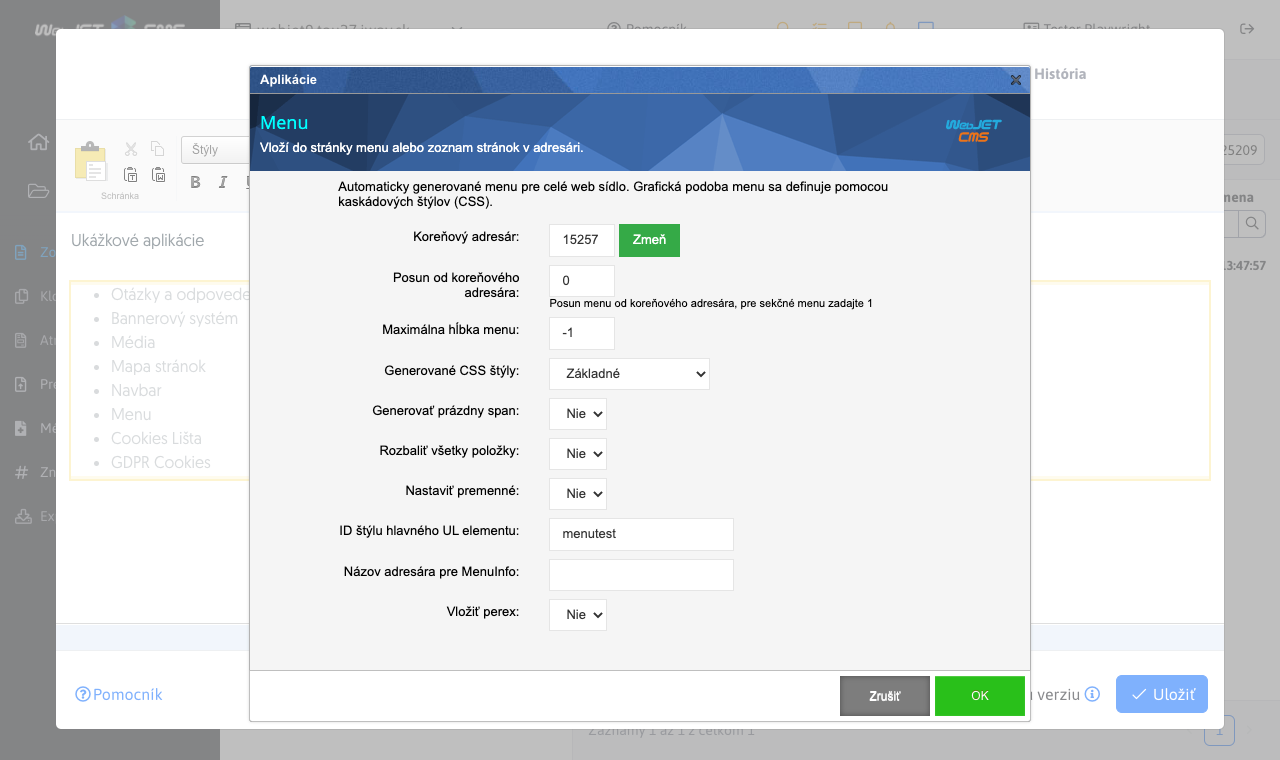 Pomocník
Tester Playwright
Aplikácie
História
Menu
WebJET
CMS
Vloží do stránky menu alebo zoznam stránok v adresári.
Štýly
25209
Schránka
B I U
Automaticky generované menu pre celé web sídlo. Grafická podoba menu sa definuje pomocou
kaskádových štýlov (CSS).
Ukážkové aplikácie
Koreňový adresár: 15257 Zmeň
Posun od koreňového
adresára: 0
Posun menu od koreňového adresára, pre sekčné menu zadajte 1
13:47:57
Otázky a odpovede
Bannerový systém
Média
Mapa stránok
Navbar
Menu
Cookies Lišta
GDPR Cookies
Maximálna hĺbka menu: -1
Generované CSS štýly: Základné
Generovať prázdny span: Nie
Rozbaliť všetky položky: Nie
Nastaviť premenné: Nie
ID štýlu hlavného UL elementu: menutest
Názov adresára pre MenuInfo:
Vložiť perex: Nie
Zrušiť OK
Pomocník
verziu
Uložiť
Záznamy 1 až 1 z celkom 1
1